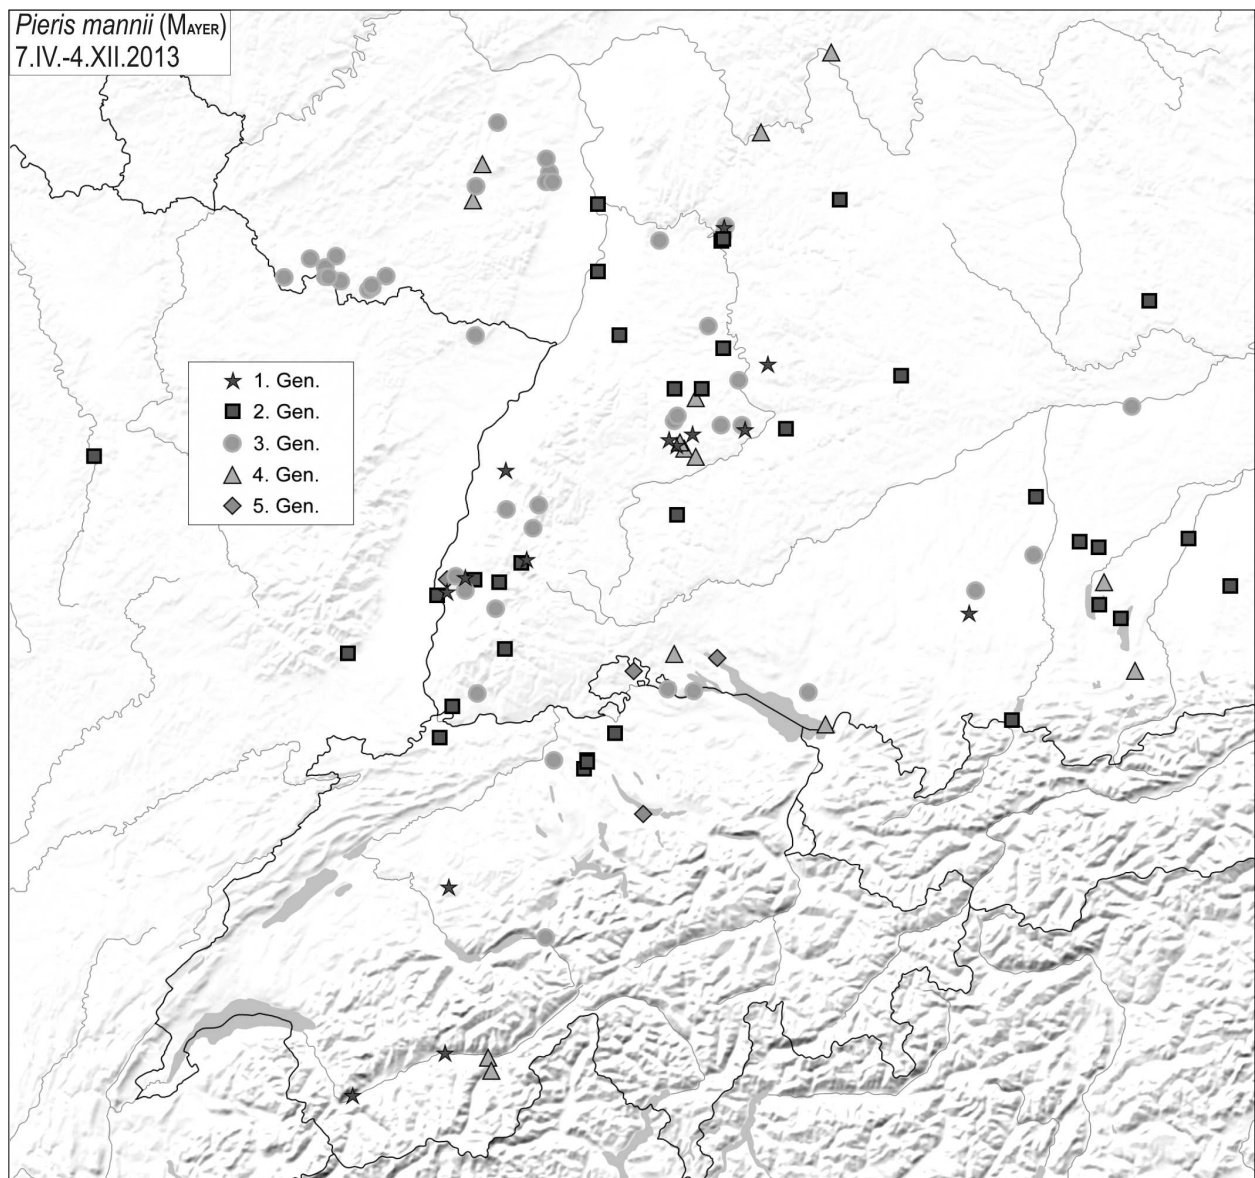 Pieris mannii (MAYER)
7.IV.-4.XII.2013
1. Gen.
2. Gen.
3. Gen.
4. Gen.
5. Gen.